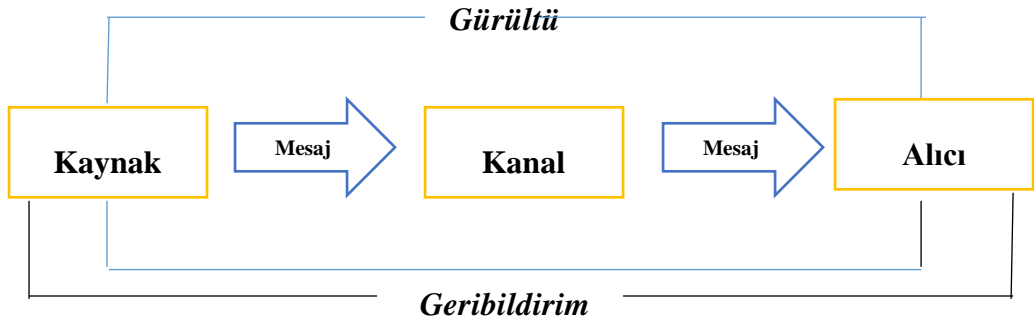 Gürültü
Kaynak
Mesaj
Kanal
Mesaj
Alıcı
Geribildirim